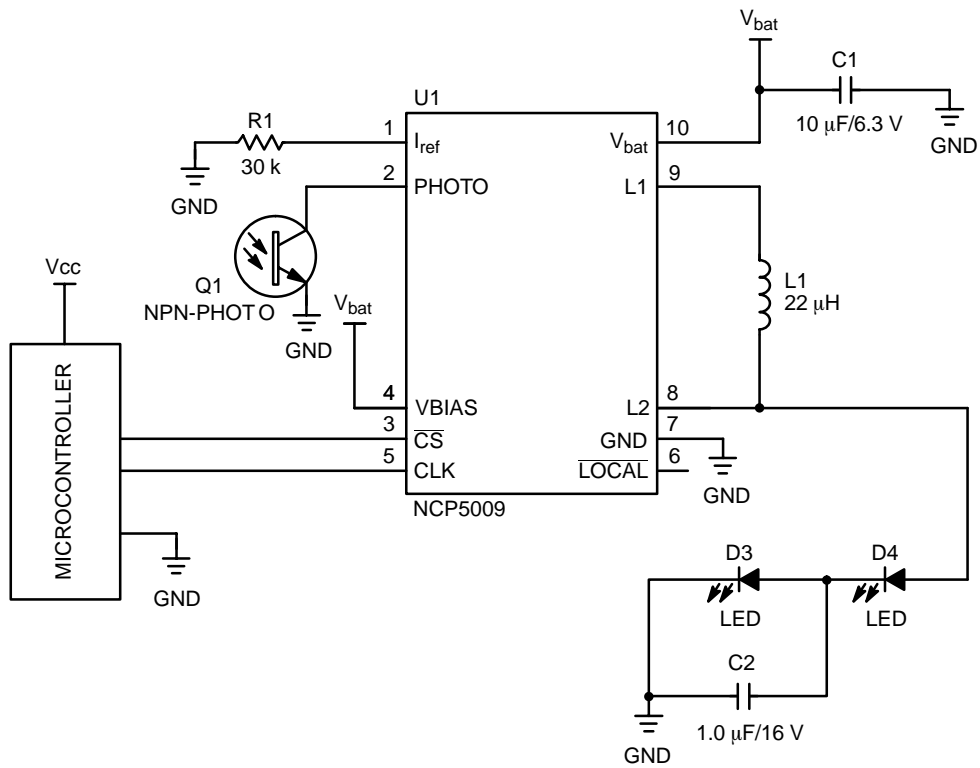 V_bat
C1
10 μF/6.3 V
GND
U1
R1
30 k
GND
1
I_ref
2
PHOTO
V_bat
10
L1
9
L1
22 μH
Q1
NPN-PHOTO
GND
V_bat
Vcc
MICROCONTROLLER
GND
4
VBIAS
3
C̅S̅
5
CLK
L2
8
GND
7
L̅O̅C̅A̅L̅
6
GND
NCP5009
D3
LED
D4
LED
C2
1.0 μF/16 V
GND